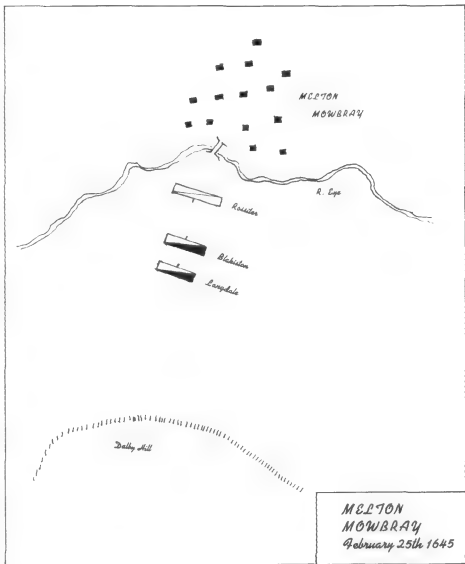 MELTON
MOWBRAY
R. Eye
Rossiter
Blakiston
Langdale
Dalby Hill
MELTON
MOWBRAY
February 25th 1645